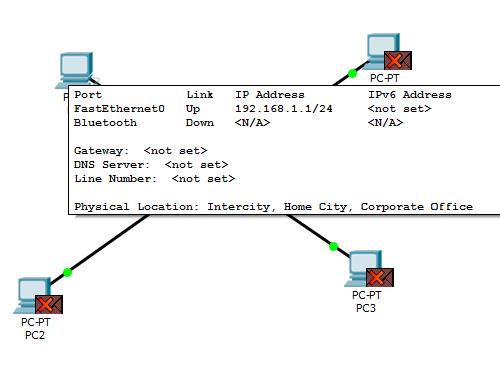 PC-PT
Port Link IP Address IPv6 Address
FastEthernet0 Up 192.168.1.1/24 <not set>
Bluetooth Down <N/A> <N/A>
Gateway: <not set>
DNS Server: <not set>
Line Number: <not set>
Physical Location: Intercity, Home City, Corporate Office
PC-PT
PC3
PC-PT
PC2